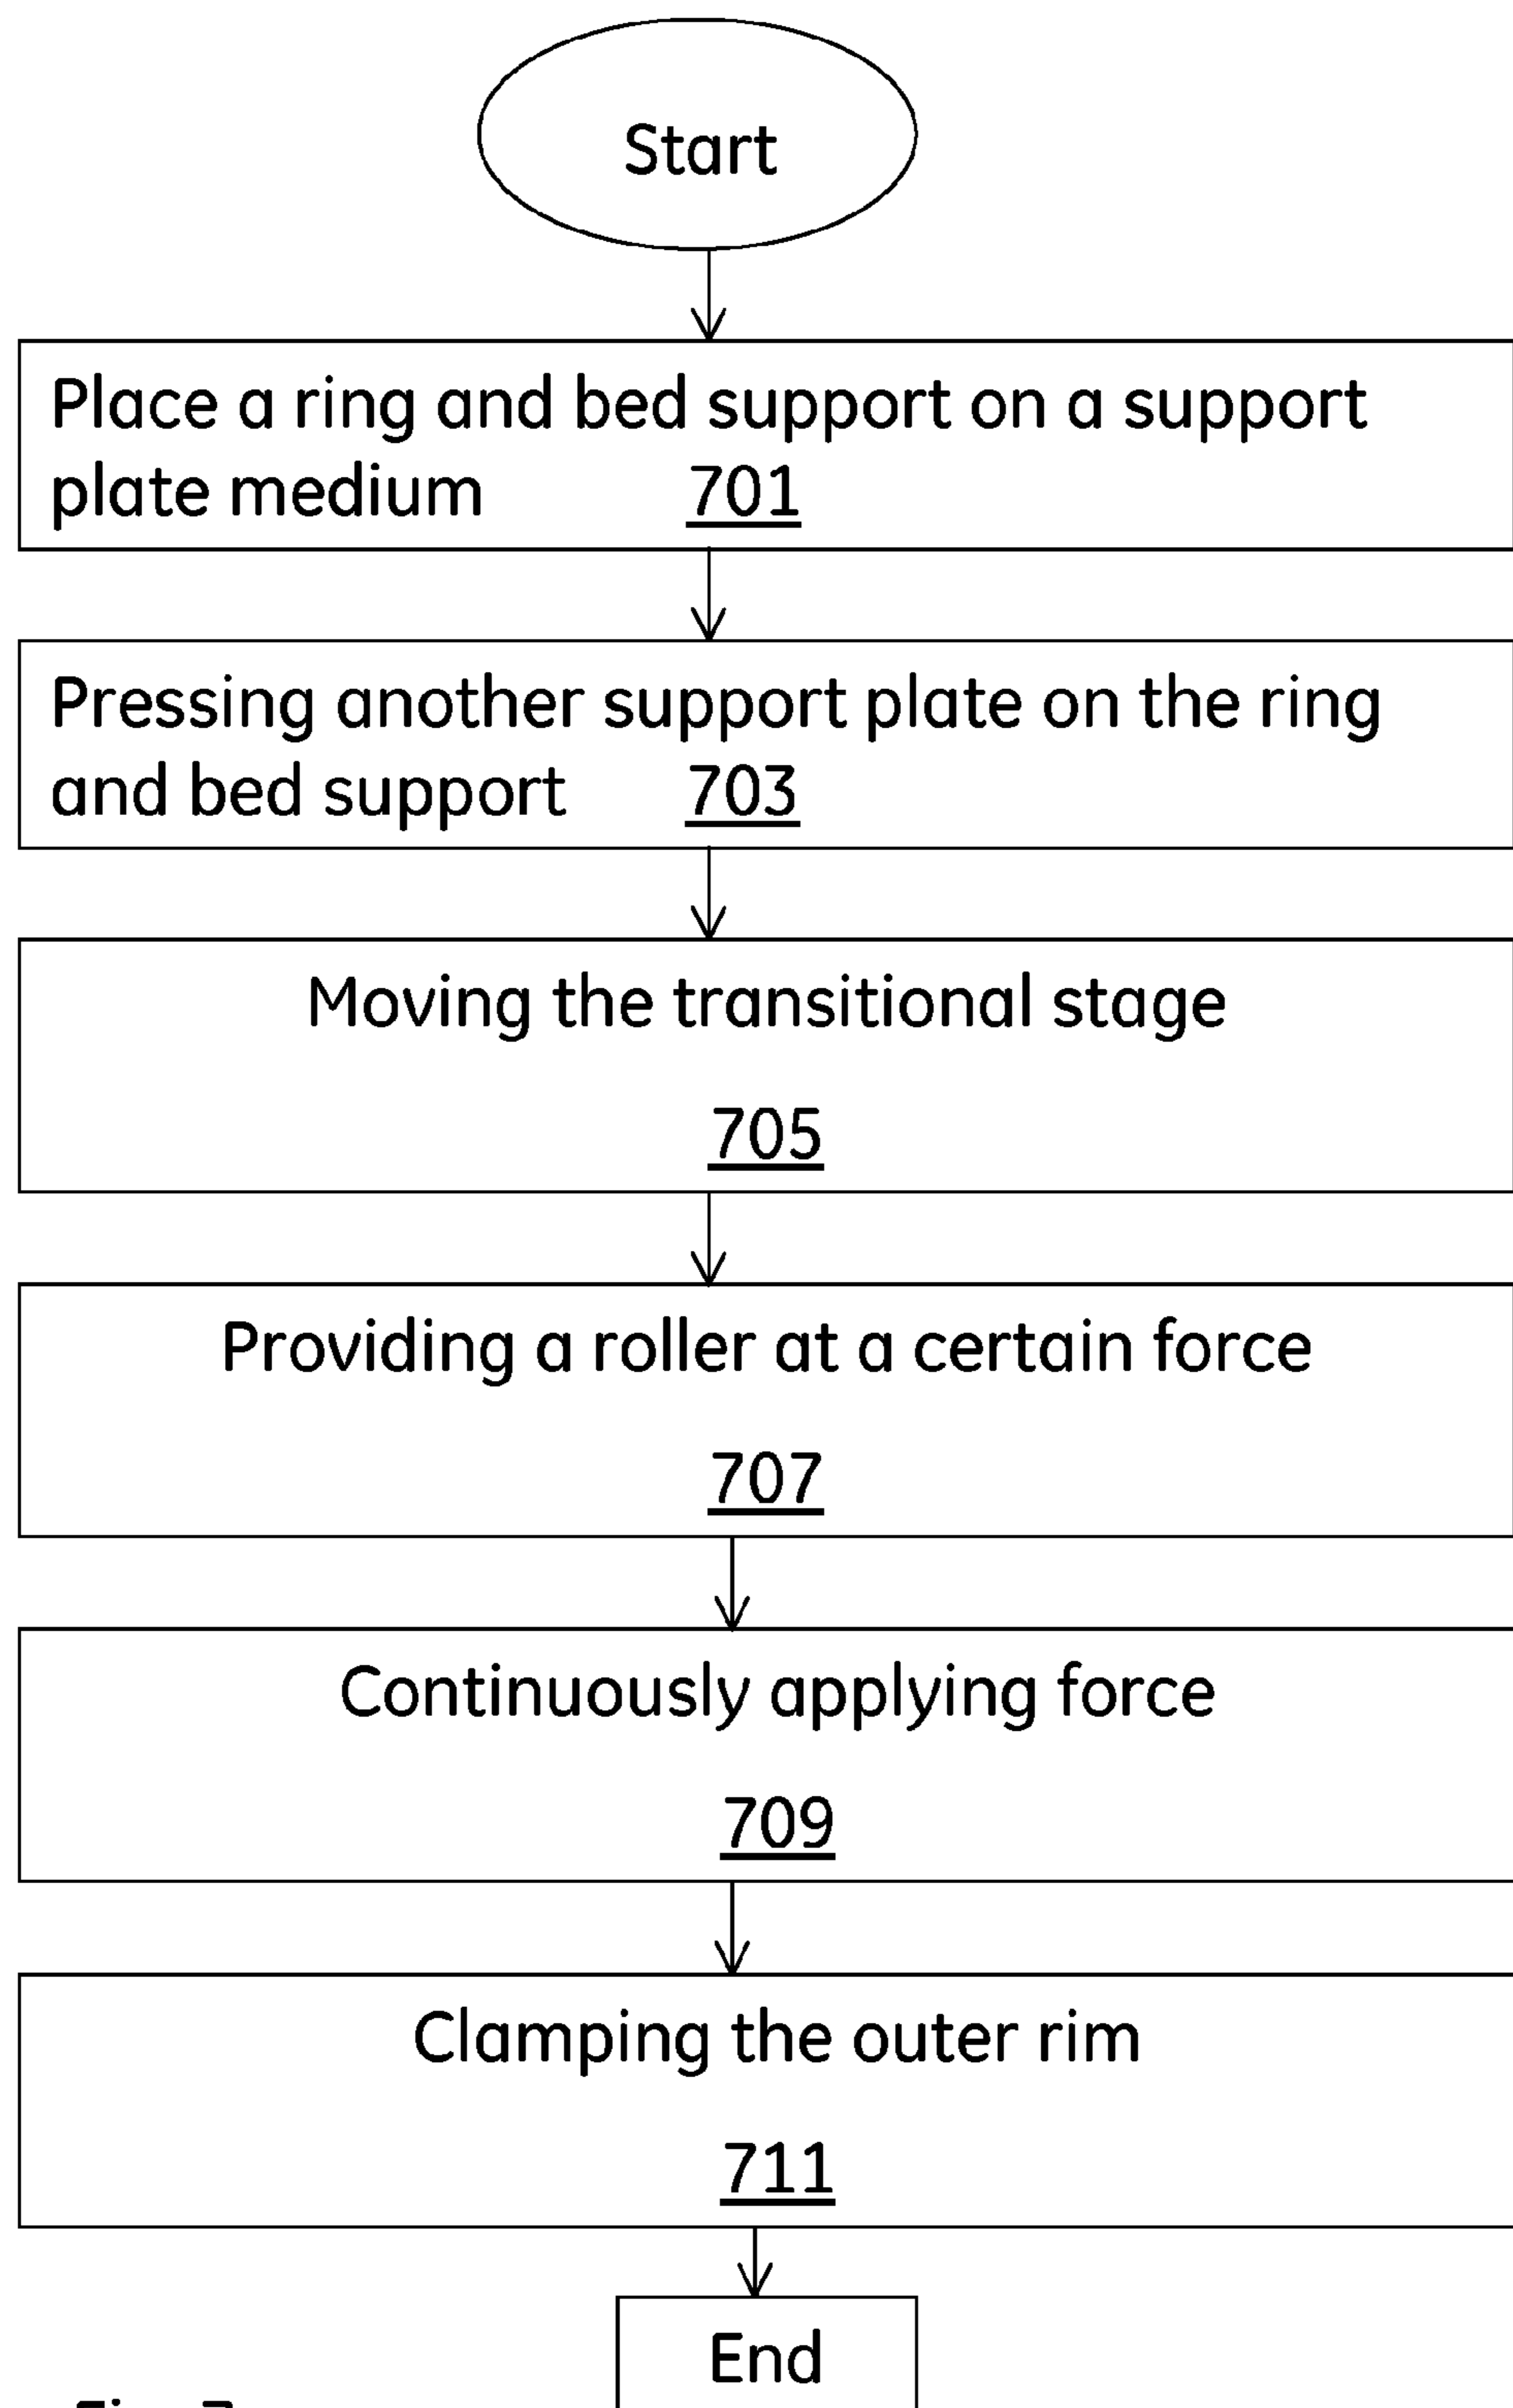 Start
Place a ring and bed support on a support
plate medium 701
Pressing another support plate on the ring
and bed support 703
Moving the transitional stage
705
Providing a roller at a certain force
707
Continuously applying force
709
Clamping the outer rim
711
End